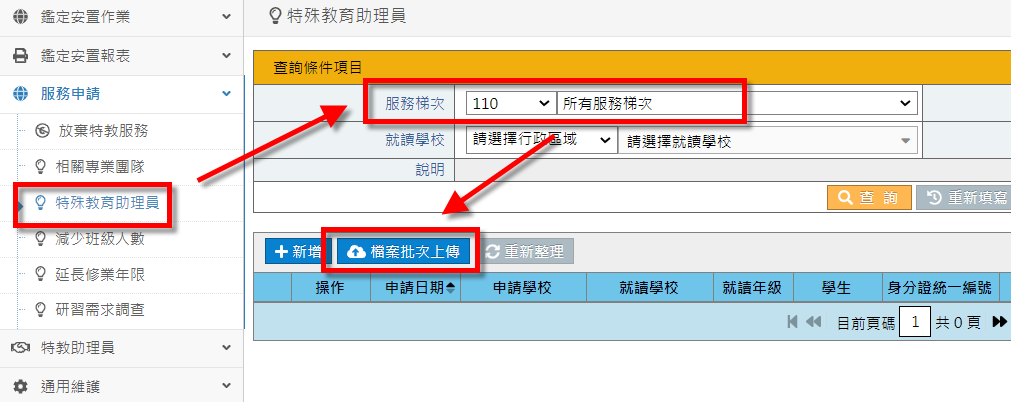 鑑定安置作業
鑑定安置報表
服務申請
放棄特教服務
相關專業團隊
特殊教育助理員
減少班級人數
延長修業年限
研習需求調查
特教助理員
通用維護
特殊教育助理員
查詢條件項目
服務梯次 110 所有服務梯次
就讀學校 請選擇行政區域 請選擇就讀學校
說明
查 詢 重新填寫
新增 檔案批次上傳 重新整理
操作 申請日期 申請學校 就讀學校 就讀年級 學生 身分證統一編號
目前頁碼 1 共 0 頁